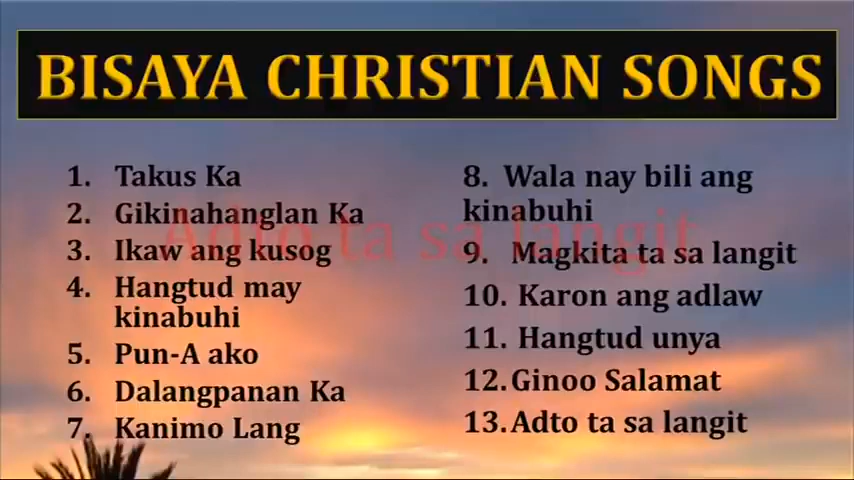 BISAYA CHRISTIAN SONGS
1. Takus Ka
2. Gikinahanglan Ka
3. Ikaw ang kusog
4. Hangtud may
kinabuhi
5. Pun-A ako
6. Dalangpanan Ka
7. Kanimo Lang
8. Wala nay bili ang
kinabuhi
9. Magkita ta sa langit
10. Karon ang adlaw
11. Hangtud unya
12. Ginoo Salamat
13. Adto ta sa langit
Adto ta sa langit